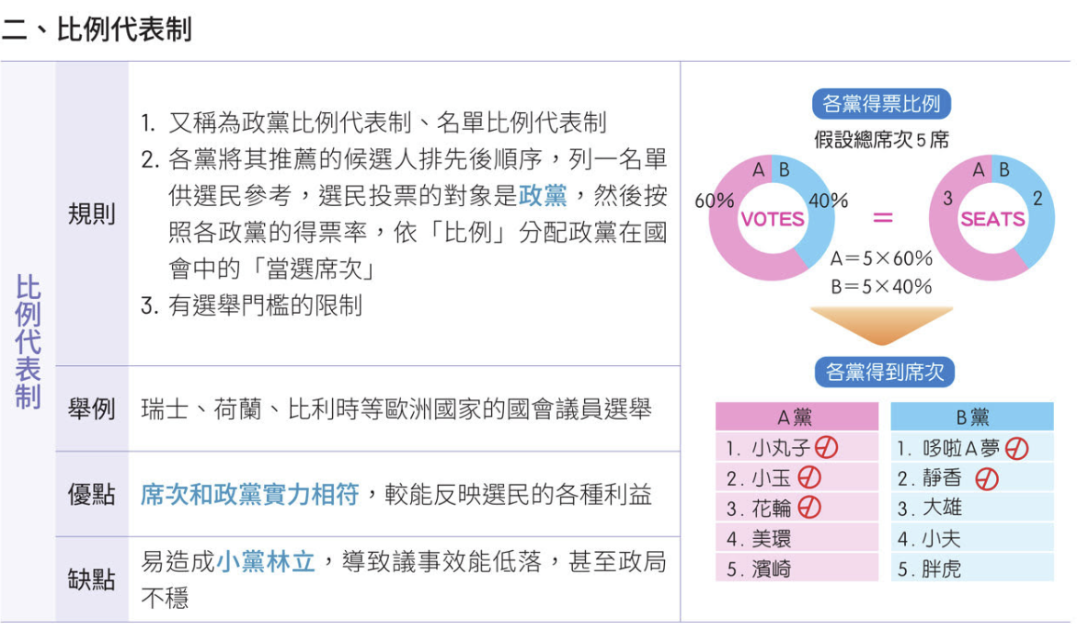 二、比例代表制
比例代表制
規則
1. 又稱為政黨比例代表制、名單比例代表制
2. 各黨將其推薦的候選人排先後順序，列一名單
供選民參考，選民投票的對象是政黨，然後按
照各政黨的得票率，依「比例」分配政黨在國
會中的「當選席次」
3. 有選舉門檻的限制
舉例
瑞士、荷蘭、比利時等歐洲國家的國會議員選舉
優點
席次和政黨實力相符，較能反映選民的各種利益
缺點
易造成小黨林立，導致議事效能低落，甚至政局
不穩
各黨得票比例
假設總席次5席
A B
60% VOTES 40%
=
A B
3 SEATS 2
A=5×60%
B=5×40%
各黨得到席次
A黨
1. 小丸子
2. 小玉
3. 花輪
4. 美環
5. 濱崎
B黨
1. 哆啦A夢
2. 靜香
3. 大雄
4. 小夫
5. 胖虎